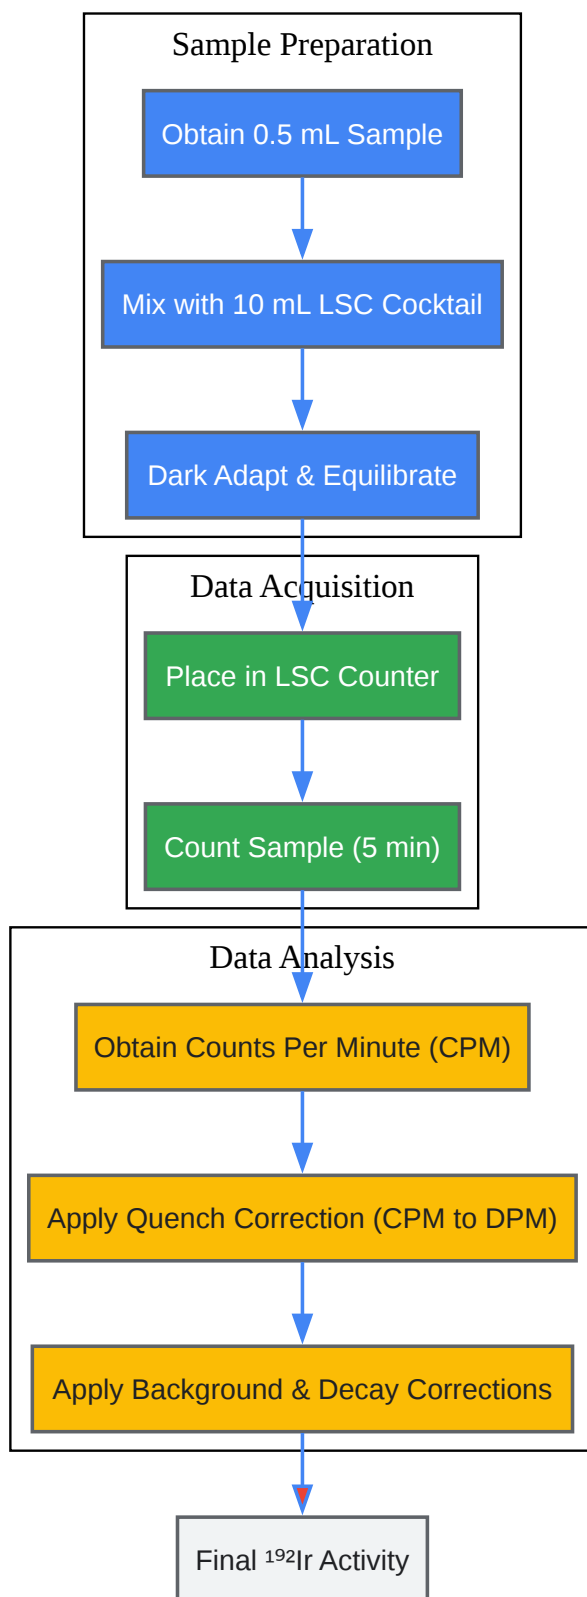 Sample Preparation
Obtain 0.5 mL Sample
Mix with 10 mL LSC Cocktail
Dark Adapt & Equilibrate
Data Acquisition
Place in LSC Counter
Count Sample (5 min)
Data Analysis
Obtain Counts Per Minute (CPM)
Apply Quench Correction (CPM to DPM)
Apply Background & Decay Corrections
Final ¹⁹²Ir Activity